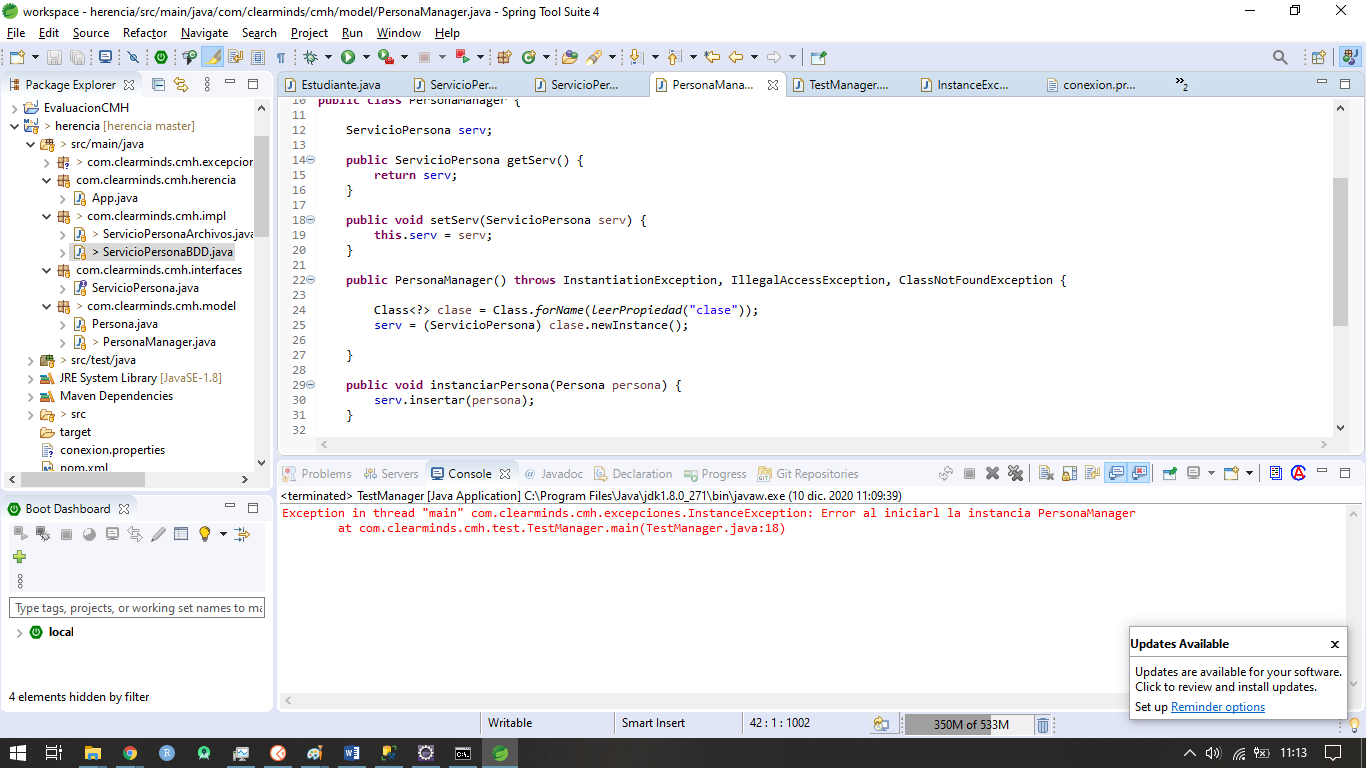 workspace - herencia/src/main/java/com/clearminds/cmh/model/PersonaManager.java - Spring Tool Suite 4
File Edit Source Refactor Navigate Search Project Run Window Help
Package Explorer
EvaluacionCMH
> herencia [herencia master]
> src/main/java
> com.clearminds.cmh.excepcior
com.clearminds.cmh.herencia
App.java
> com.clearminds.cmh.impl
> ServicioPersonaArchivos.java
> ServicioPersonaBDD.java
com.clearminds.cmh.interfaces
ServicioPersona.java
> com.clearminds.cmh.model
Persona.java
> PersonaManager.java
> src/test/java
JRE System Library [JavaSE-1.8]
Maven Dependencies
> src
target
conexion.properties
pom.xml
Estudiante.java ServicioPer... ServicioPer... PersonaMana... TestManager.... InstanceExc... conexion.pr... »2
10 public class PersonaManager {
11
12 ServicioPersona serv;
13
14 public ServicioPersona getServ() {
15 return serv;
16 }
17
18 public void setServ(ServicioPersona serv) {
19 this.serv = serv;
20 }
21
22 public PersonaManager() throws InstantiationException, IllegalAccessException, ClassNotFoundException {
23
24 Class<?> clase = Class.forName(leerPropiedad("clase"));
25 serv = (ServicioPersona) clase.newInstance();
26
27 }
28
29 public void instanciarPersona(Persona persona) {
30 serv.insertar(persona);
31 }
32
Problems Servers Console @ Javadoc Declaration Progress Git Repositories
<terminated> TestManager [Java Application] C:\Program Files\Java\jdk1.8.0_271\bin\javaw.exe (10 dic. 2020 11:09:39)
Exception in thread "main" com.clearminds.cmh.excepciones.InstanceException: Error al iniciarl la instancia PersonaManager
at com.clearminds.cmh.test.TestManager.main(TestManager.java:18)
Boot Dashboard
Type tags, projects, or working set names to ma
local
4 elements hidden by filter
Updates Available x
Updates are available for your software.
Click to review and install updates.
Set up Reminder options
Writable Smart Insert 42 : 1 : 1002 350M of 533M
11:13